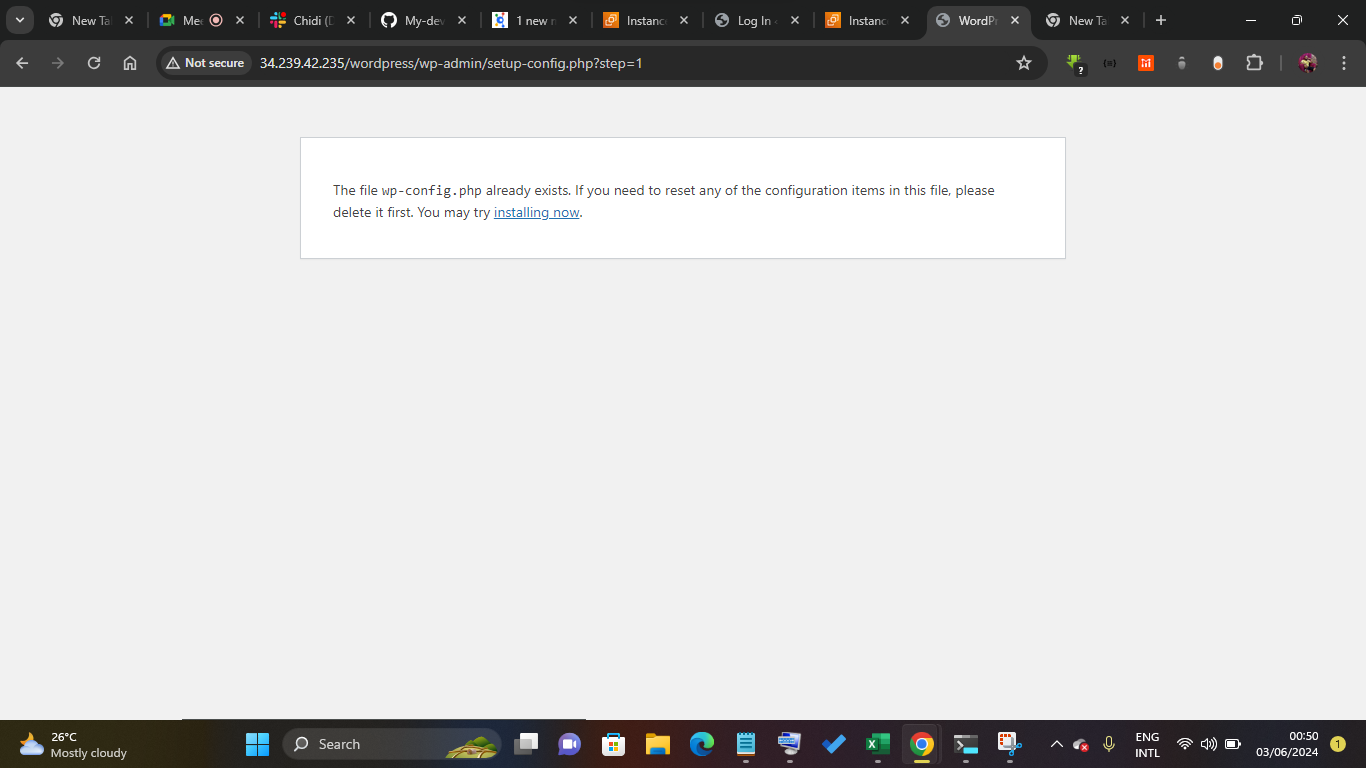 New Ta
Mee
Chidi (D
My-dev
1 new n
Instanc
Log In ‹
Instanc
WordPr
New Ta
Not secure
34.239.42.235/wordpress/wp-admin/setup-config.php?step=1
The file wp-config.php already exists. If you need to reset any of the configuration items in this file, please
delete it first. You may try installing now.
26°C
Mostly cloudy
Search
ENG
INTL
00:50
03/06/2024
1